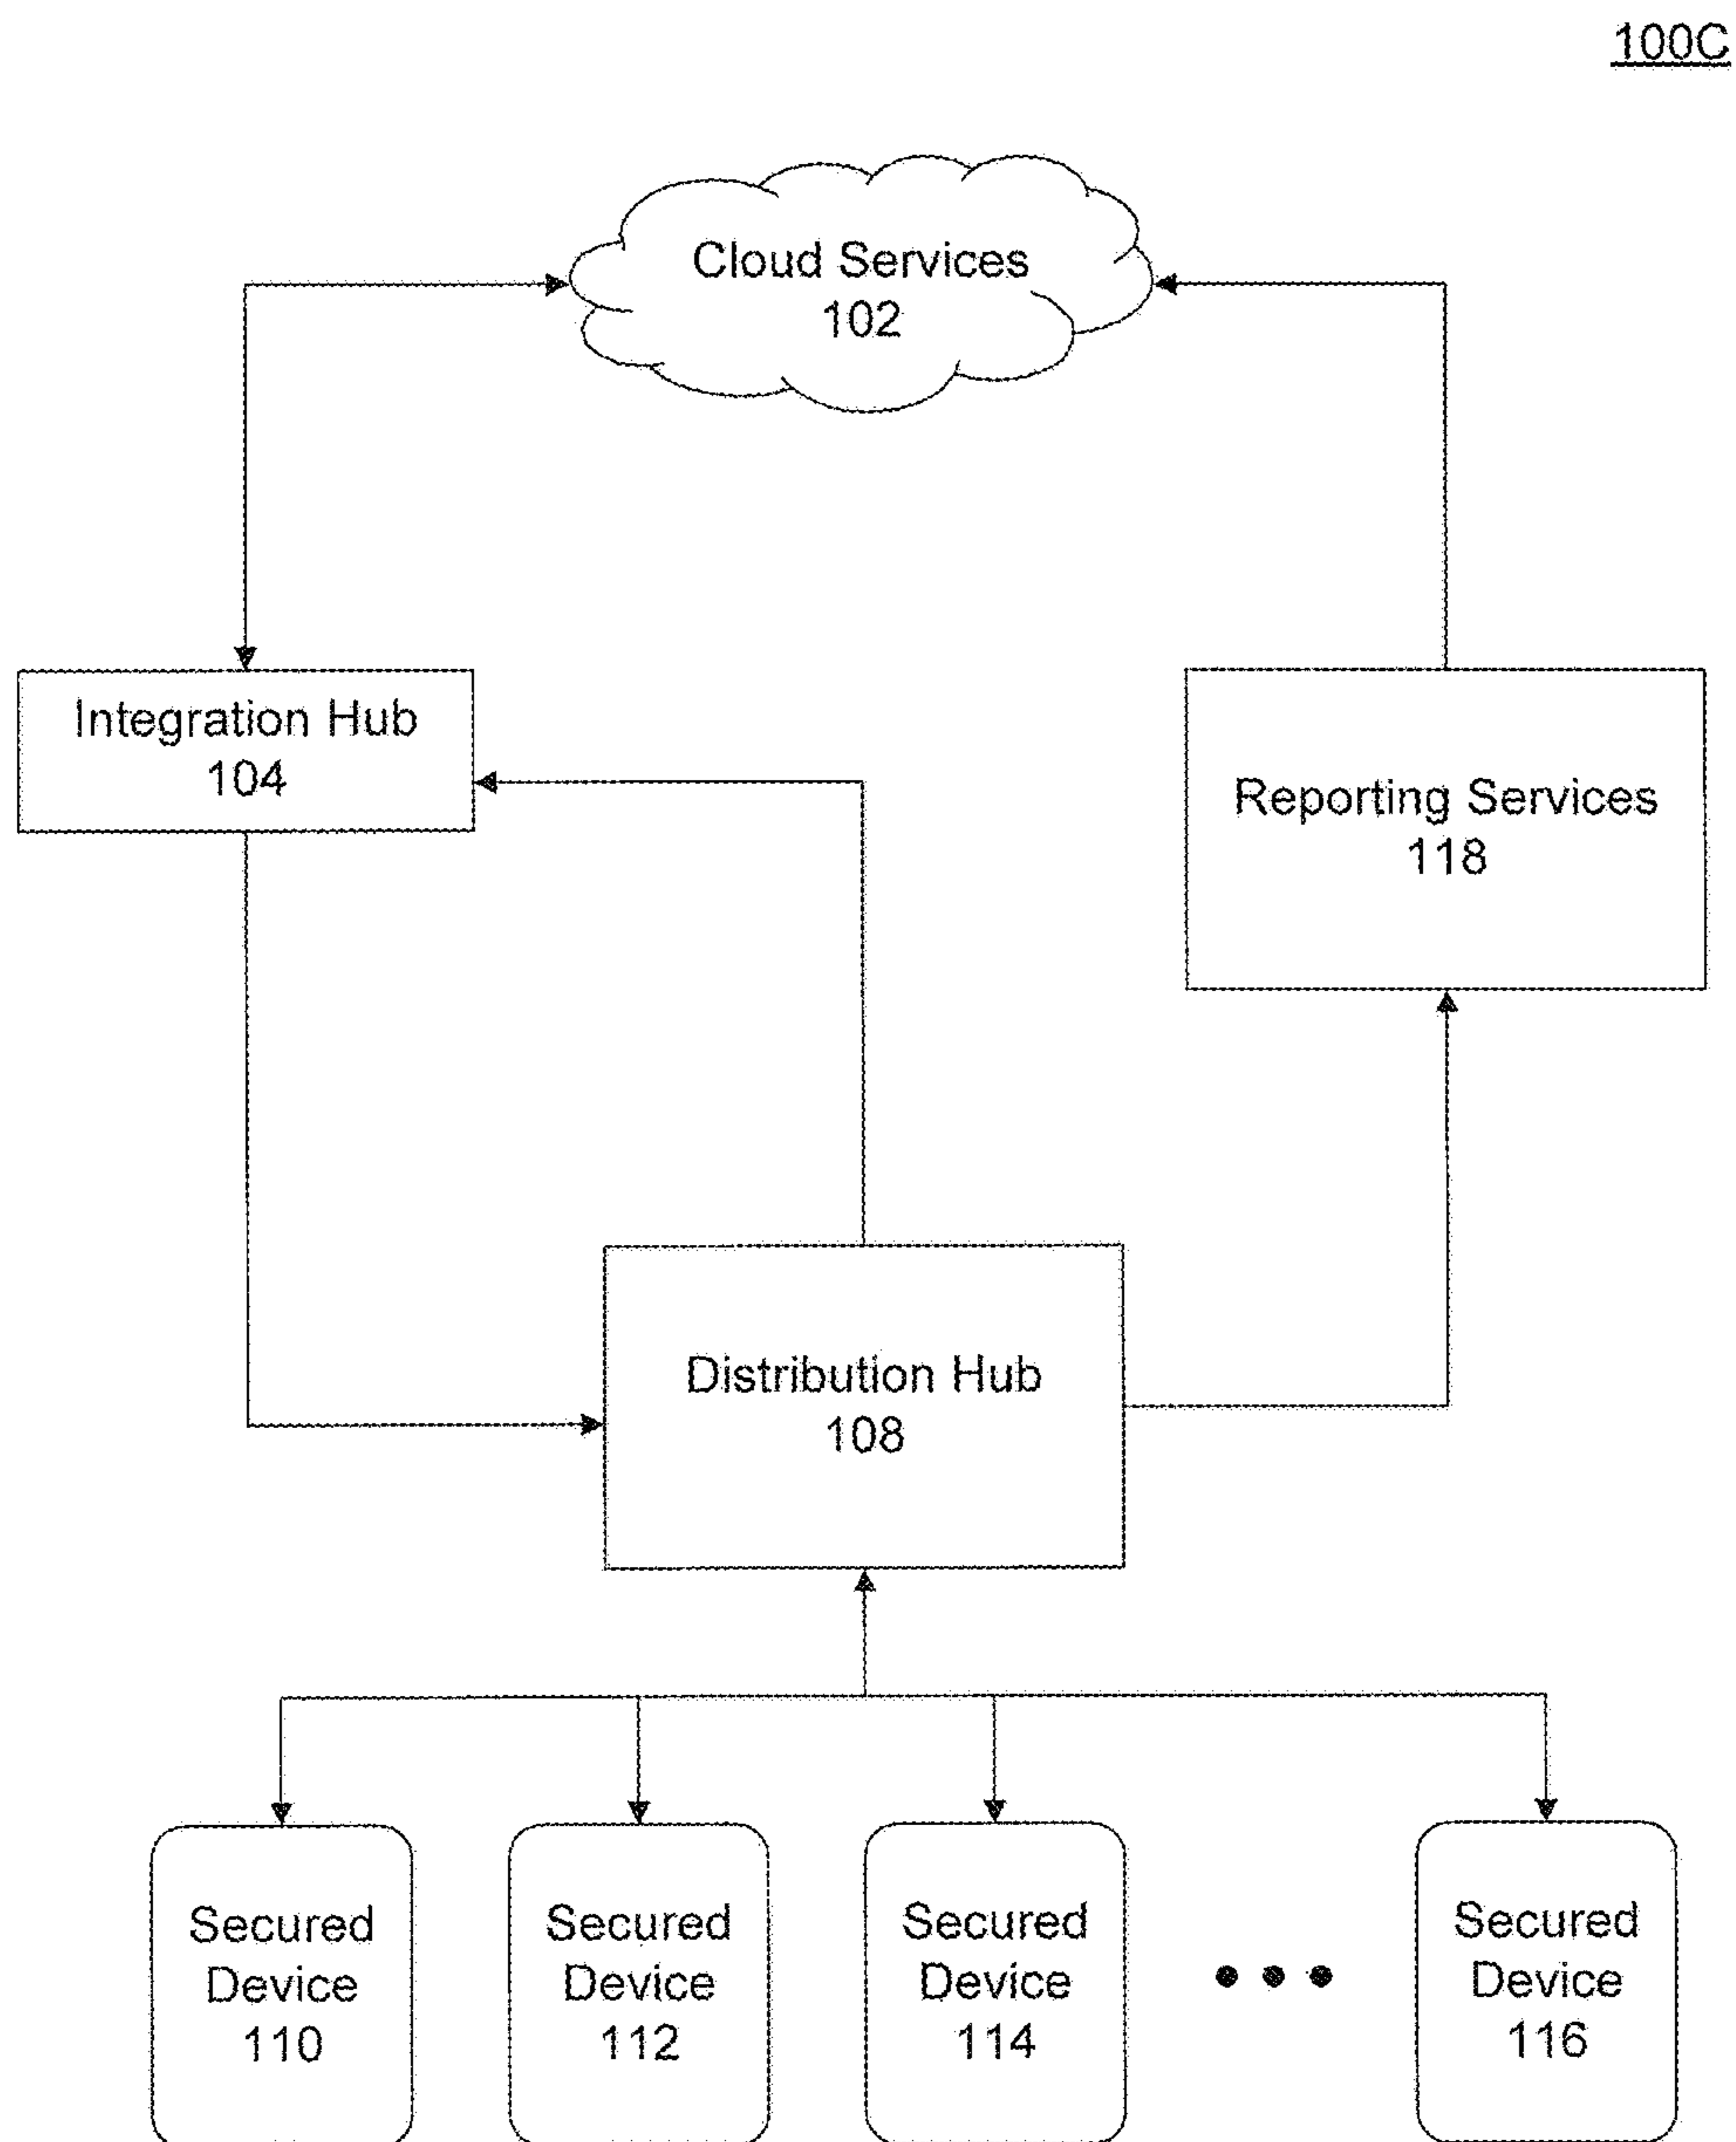 100C
Cloud Services
102
Integration Hub
104
Reporting Services
118
Distribution Hub
108
Secured
Device
110
Secured
Device
112
Secured
Device
114
Secured
Device
116